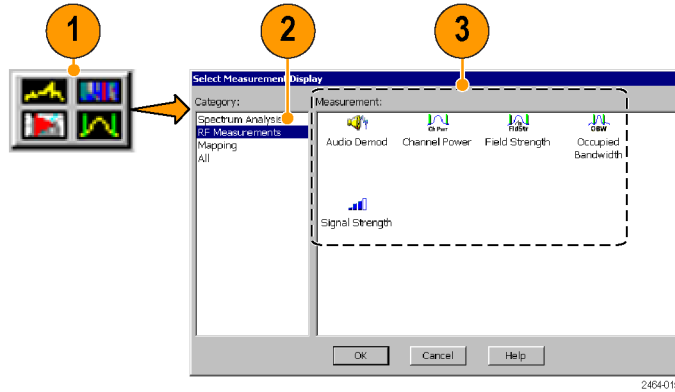 1
2
3
Select Measurement Display
Category:
Measurement:
Spectrum Analysis
RF Measurements
Mapping
All
Ch Pwr
FldStr
OBW
Audio Demod
Channel Power
Field Strength
Occupied
Bandwidth
Signal Strength
OK
Cancel
Help